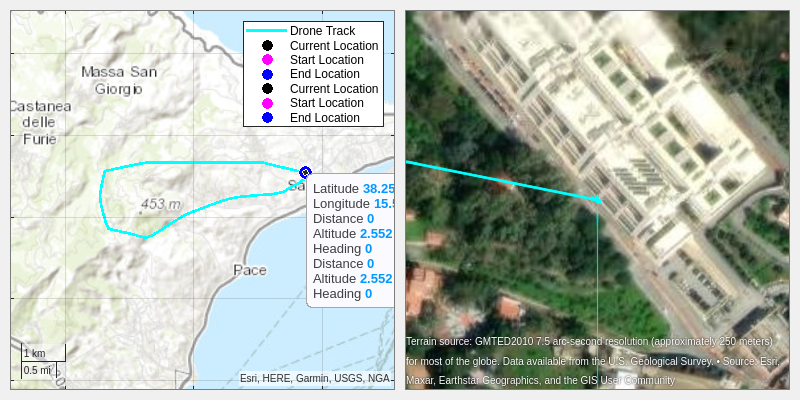 Drone Track
Current Location
Start Location
End Location
Current Location
Start Location
End Location
Massa San
Giorgio
Castanea
delle
Furie
453 m
Sa
Latitude 38.25
Longitude 15.5
Distance 0
Altitude 2.552
Heading 0
Distance 0
Altitude 2.552
Heading 0
Pace
1 km
0.5 mi
Esri, HERE, Garmin, USGS, NGA
Terrain source: GMTED2010 7.5 arc-second resolution (approximately 250 meters)
for most of the globe. Data available from the U.S. Geological Survey. • Source: Esri,
Maxar, Earthstar Geographics, and the GIS User Community